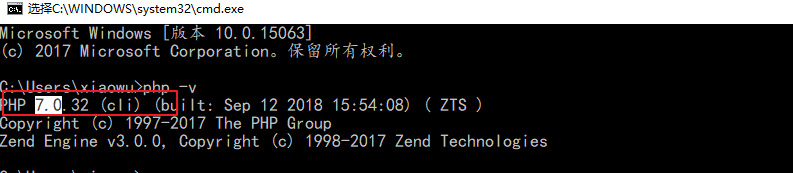 选择C:\WINDOWS\system32\cmd.exe
Microsoft Windows [版本 10.0.15063]
(c) 2017 Microsoft Corporation。保留所有权利。
C:\Users\xiaowu>php -v
PHP 7.0.32 (cli) (built: Sep 12 2018 15:54:08) ( ZTS )
Copyright (c) 1997-2017 The PHP Group
Zend Engine v3.0.0, Copyright (c) 1998-2017 Zend Technologies